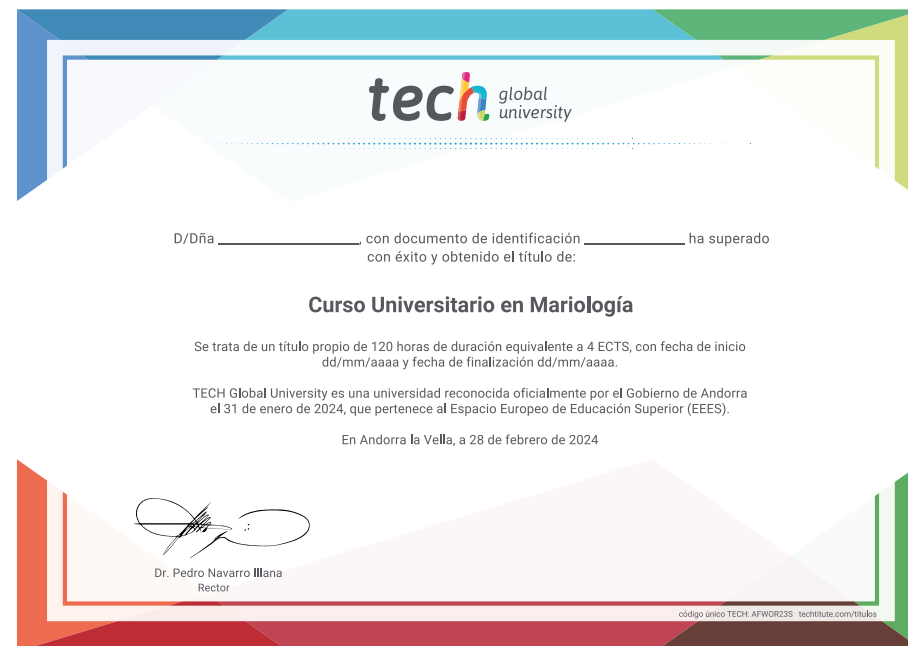 tech global university
D/Dña ____________________, con documento de identificación ______________ ha superado
con éxito y obtenido el título de:
Curso Universitario en Mariología
Se trata de un título propio de 120 horas de duración equivalente a 4 ECTS, con fecha de inicio
dd/mm/aaaa y fecha de finalización dd/mm/aaaa.
TECH Global University es una universidad reconocida oficialmente por el Gobierno de Andorra
el 31 de enero de 2024, que pertenece al Espacio Europeo de Educación Superior (EEES).
En Andorra la Vella, a 28 de febrero de 2024
Dr. Pedro Navarro Illana
Rector
código único TECH: AFWOR23S techtitute.com/titulos